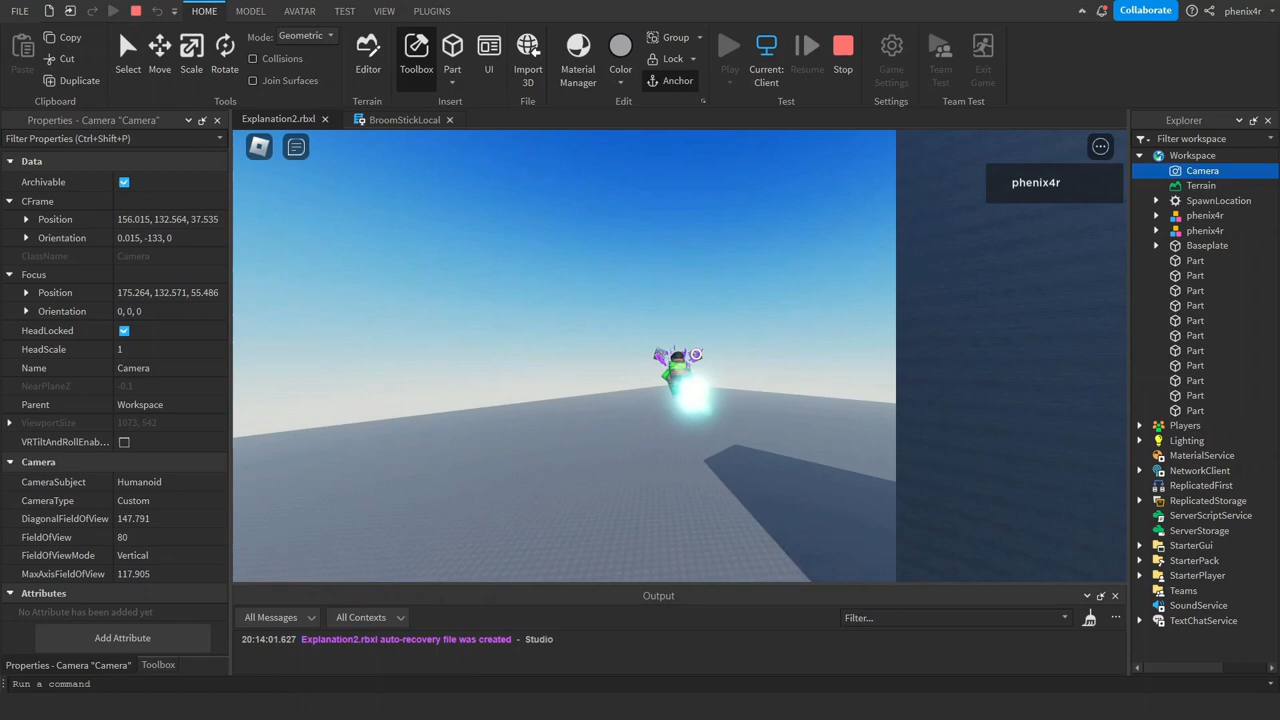 FILE HOME MODEL AVATAR TEST VIEW PLUGINS Collaborate phenix4r
Paste Copy Cut Duplicate Select Move Scale Rotate Geometric Collisions Join Surfaces Editor Toolbox Part UI Import 3D Material Manager Color Group Lock Anchor Play Current: Client Resume Stop Game Settings Team Test Exit Game
Clipboard Tools Terrain Insert File Edit Test Settings Team Test
Properties - Camera "Camera"
Filter Properties (Ctrl+Shift+P)
Data
Archivable
CFrame
Position 156.015, 132.564, 37.535
Orientation 0.015, -133, 0
ClassName Camera
Focus
Position 175.264, 132.571, 55.486
Orientation 0, 0, 0
HeadLocked
HeadScale 1
Name Camera
NearPlaneZ -0.1
Parent Workspace
ViewportSize 1073, 542
VRTiltAndRollEnab...
Camera
CameraSubject Humanoid
CameraType Custom
DiagonalFieldOfView 147.791
FieldOfView 80
FieldOfViewMode Vertical
MaxAxisFieldOfView 117.905
Attributes
No Attribute has been added yet
Add Attribute
Properties - Camera "Camera" Toolbox
Explanation2.rbxl BroomStickLocal
phenix4r
Output
All Messages All Contexts Filter...
20:14:01.627 Explanation2.rbxl auto-recovery file was created - Studio
Explorer
Filter workspace
Workspace
Camera
Terrain
SpawnLocation
phenix4r
phenix4r
Baseplate
Part
Part
Part
Part
Part
Part
Part
Part
Part
Part
Part
Players
Lighting
MaterialService
NetworkClient
ReplicatedFirst
ReplicatedStorage
ServerScriptService
ServerStorage
StarterGui
StarterPack
StarterPlayer
Teams
SoundService
TextChatService
Run a command